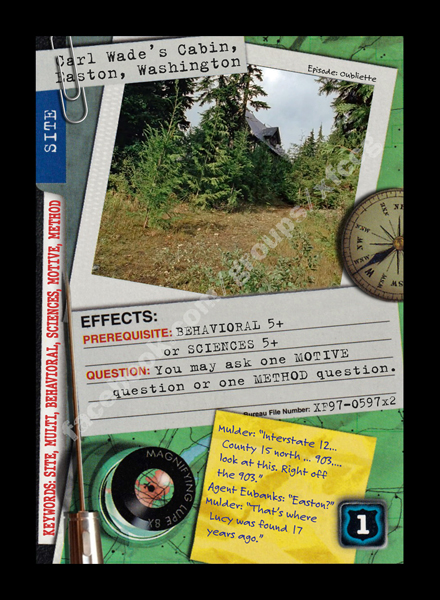 Carl Wade's Cabin,
Easton, Washington
Episode: Oubliette
SITE
KEYWORDS: SITE, MULTI, BEHAVIORAL, SCIENCES, MOTIVE, METHOD
EFFECTS:
PREREQUISITE: BEHAVIORAL 5+
or SCIENCES 5+
QUESTION: You may ask one MOTIVE
question or one METHOD question.
Bureau File Number: XF97-0597x2
Mulder: "Interstate 12...
County 15 north ... 903....
look at this. Right off
the 903."
Agent Eubanks: "Easton?"
Mulder: "That's where
Lucy was found 17
years ago."
MAGNIFYING LUPE 8X
1